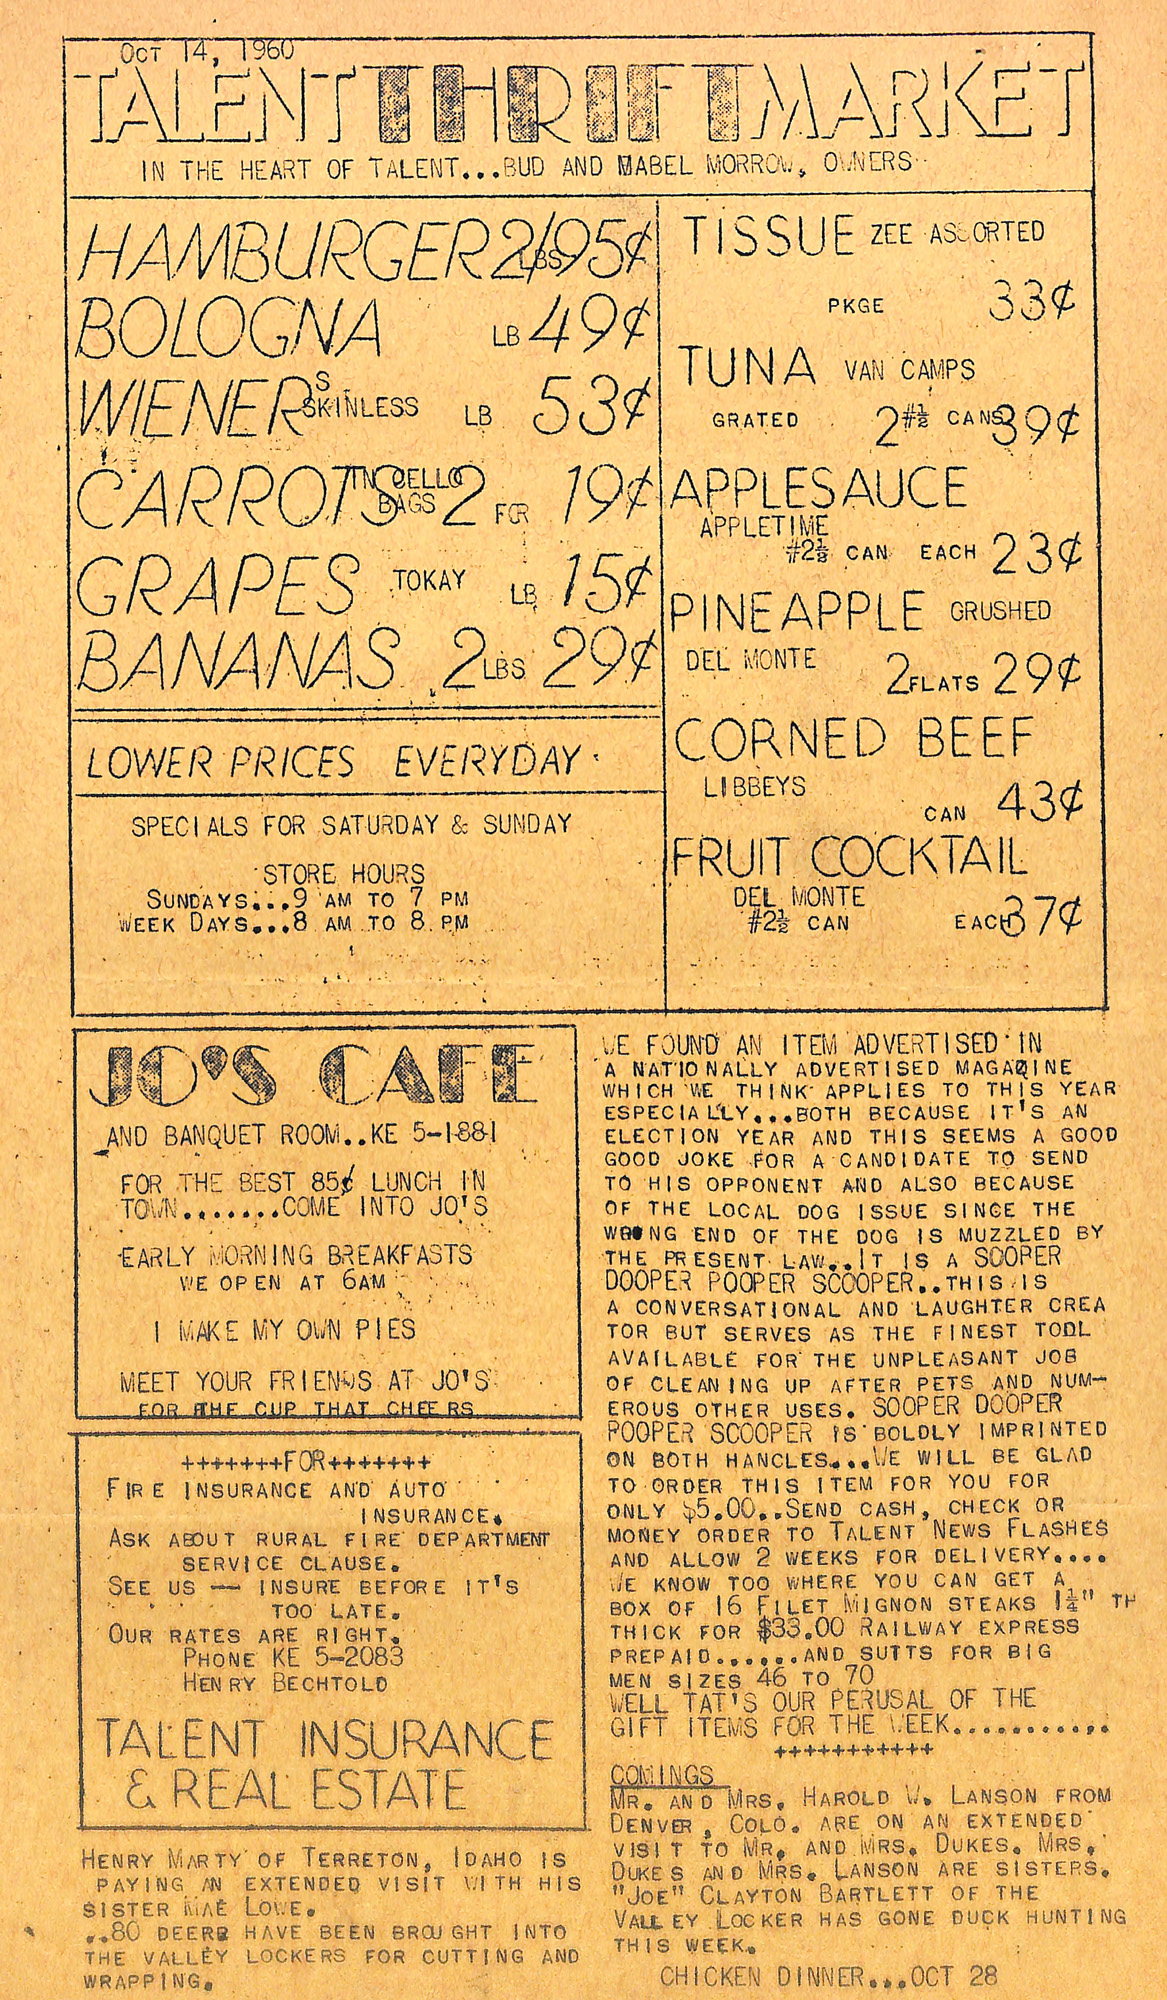 OCT 14, 1960
TALENT THRIFT MARKET
IN THE HEART OF TALENT...BUD AND MABEL MORROW, OWNERS
HAMBURGER 2/95¢
LBS
BOLOGNA LB 49¢
WIENERS SKINLESS LB 53¢
CARROTS IN CELLO BAGS 2 FOR 19¢
GRAPES TOKAY LB 15¢
BANANAS 2 LBS 29¢
LOWER PRICES EVERYDAY
SPECIALS FOR SATURDAY & SUNDAY
STORE HOURS
SUNDAYS...9 AM TO 7 PM
WEEK DAYS...8 AM TO 8 PM
TISSUE ZEE ASSORTED
PKGE 33¢
TUNA VAN CAMPS
GRATED 2 #½ CANS 39¢
APPLESAUCE
APPLETIME
#2½ CAN EACH 23¢
PINEAPPLE GRUSHED
DEL MONTE 2 FLATS 29¢
CORNED BEEF
LIBBEYS
CAN 43¢
FRUIT COCKTAIL
DEL MONTE
#2½ CAN EACH 37¢
JO'S CAFE
AND BANQUET ROOM..KE 5-1881
FOR THE BEST 85¢ LUNCH IN
TOWN.......COME INTO JO'S
EARLY MORNING BREAKFASTS
WE OPEN AT 6AM
I MAKE MY OWN PIES
MEET YOUR FRIENDS AT JO'S
FOR THE CUP THAT CHEERS
+++++++FOR+++++++
FIRE INSURANCE AND AUTO
INSURANCE.
ASK ABOUT RURAL FIRE DEPARTMENT
SERVICE CLAUSE.
SEE US — INSURE BEFORE IT'S
TOO LATE.
OUR RATES ARE RIGHT.
PHONE KE 5-2083
HENRY BECHTOLD
TALENT INSURANCE
& REAL ESTATE
HENRY MARTY OF TERRETON, IDAHO IS
PAYING AN EXTENDED VISIT WITH HIS
SISTER MAE LOWE.
..80 DEERS HAVE BEEN BROUGHT INTO
THE VALLEY LOCKERS FOR CUTTING AND
WRAPPING.
WE FOUND AN ITEM ADVERTISED IN
A NATIONALLY ADVERTISED MAGAZINE
WHICH WE THINK APPLIES TO THIS YEAR
ESPECIALLY...BOTH BECAUSE IT'S AN
ELECTION YEAR AND THIS SEEMS A GOOD
GOOD JOKE FOR A CANDIDATE TO SEND
TO HIS OPPONENT AND ALSO BECAUSE
OF THE LOCAL DOG ISSUE SINCE THE
WRONG END OF THE DOG IS MUZZLED BY
THE PRESENT LAW..IT IS A SOOPER
DOOPER POOPER SCOOPER..THIS IS
A CONVERSATIONAL AND LAUGHTER CREA
TOR BUT SERVES AS THE FINEST TOOL
AVAILABLE FOR THE UNPLEASANT JOB
OF CLEANING UP AFTER PETS AND NUM-
EROUS OTHER USES. SOOPER DOOPER
POOPER SCOOPER IS BOLDLY IMPRINTED
ON BOTH HANCLES...WE WILL BE GLAD
TO ORDER THIS ITEM FOR YOU FOR
ONLY $5.00..SEND CASH, CHECK OR
MONEY ORDER TO TALENT NEWS FLASHES
AND ALLOW 2 WEEKS FOR DELIVERY....
WE KNOW TOO WHERE YOU CAN GET A
BOX OF 16 FILET MIGNON STEAKS 1¼" TH
THICK FOR $33.00 RAILWAY EXPRESS
PREPAID......AND SUTTS FOR BIG
MEN SIZES 46 TO 70
WELL TAT'S OUR PERUSAL OF THE
GIFT ITEMS FOR THE WEEK...........
+++++++++++
COMINGS
MR. AND MRS. HAROLD W. LANSON FROM
DENVER, COLO. ARE ON AN EXTENDED
VISIT TO MR. AND MRS. DUKES. MRS.
DUKES AND MRS. LANSON ARE SISTERS.
"JOE" CLAYTON BARTLETT OF THE
VALLEY LOCKER HAS GONE DUCK HUNTING
THIS WEEK.
CHICKEN DINNER...OCT 28